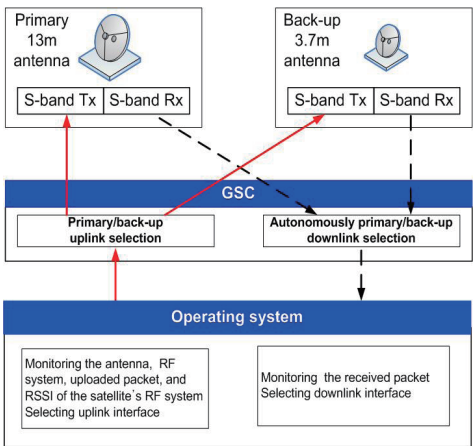 Primary
13m
antenna
S-band Tx
S-band Rx
Back-up
3.7m
antenna
S-band Tx
S-band Rx
GSC
Primary/back-up
uplink selection
Autonomously primary/back-up
downlink selection
Operating system
Monitoring the antenna, RF
system, uploaded packet, and
RSSI of the satellite`s RF system
Selecting uplink interface
Monitoring the received packet
Selecting downlink interface